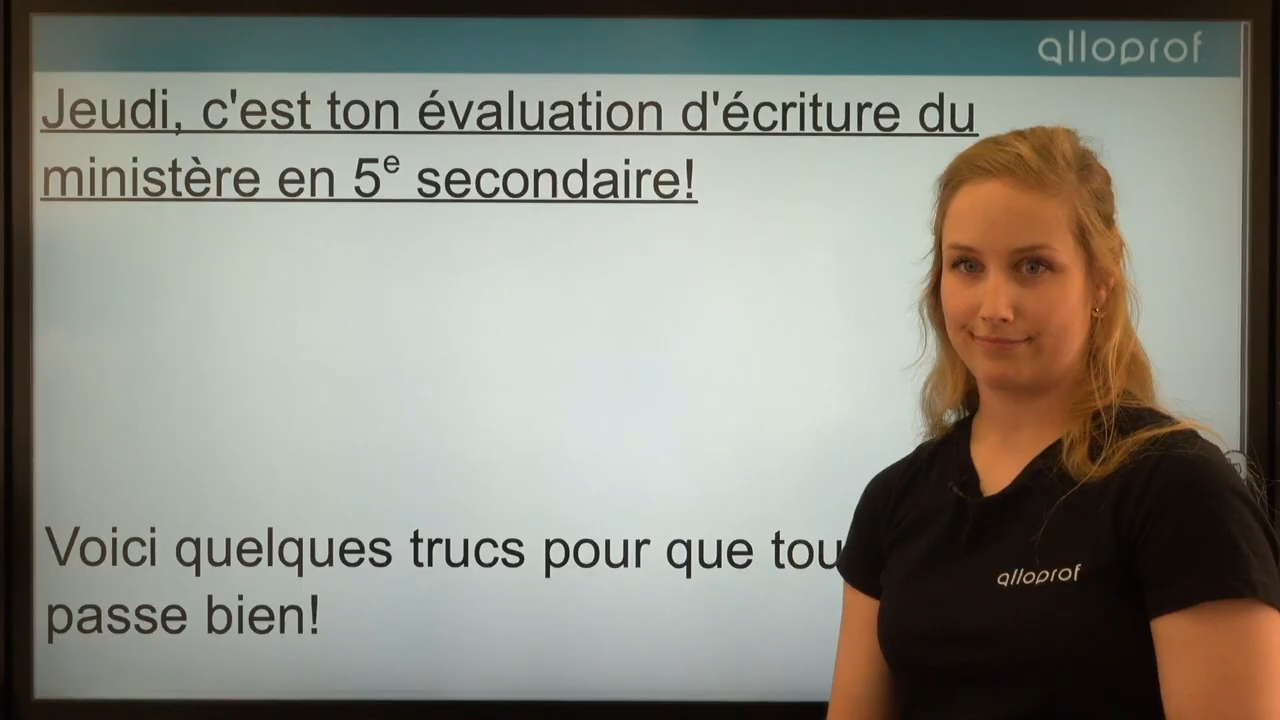 alloprof
Jeudi, c'est ton évaluation d'écriture du
ministère en 5e secondaire!
Voici quelques trucs pour que tou
passe bien!
alloprof